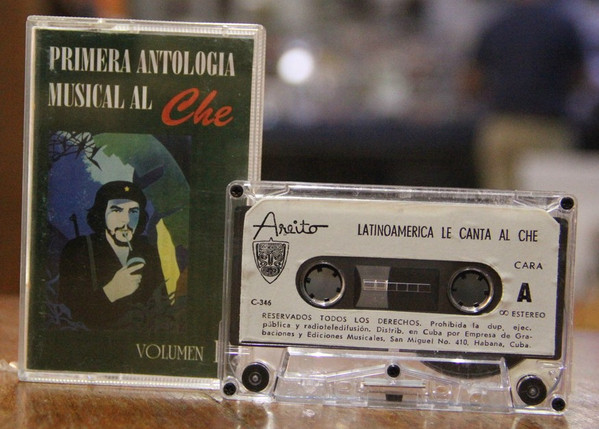 PRIMERA ANTOLOGIA
MUSICAL AL Che
VOLUMEN I
Areito
LATINOAMERICA LE CANTA AL CHE
CARA
A
C-346
∞ ESTEREO
RESERVADOS TODOS LOS DERECHOS. Prohibida la dup, ejec.
pública y radioteledifusión. Distrib. en Cuba por Empresa de Gra-
baciones y Ediciones Musicales, San Miguel No. 410, Habana, Cuba.